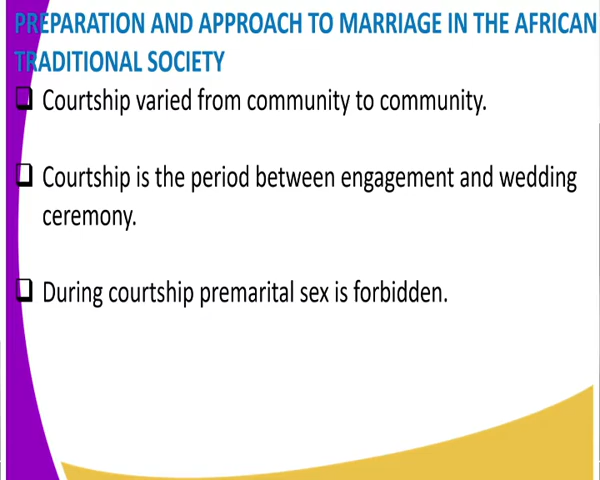 PREPARATION AND APPROACH TO MARRIAGE IN THE AFRICAN
TRADITIONAL SOCIETY
❑ Courtship varied from community to community.
❑ Courtship is the period between engagement and wedding
ceremony.
❑ During courtship premarital sex is forbidden.